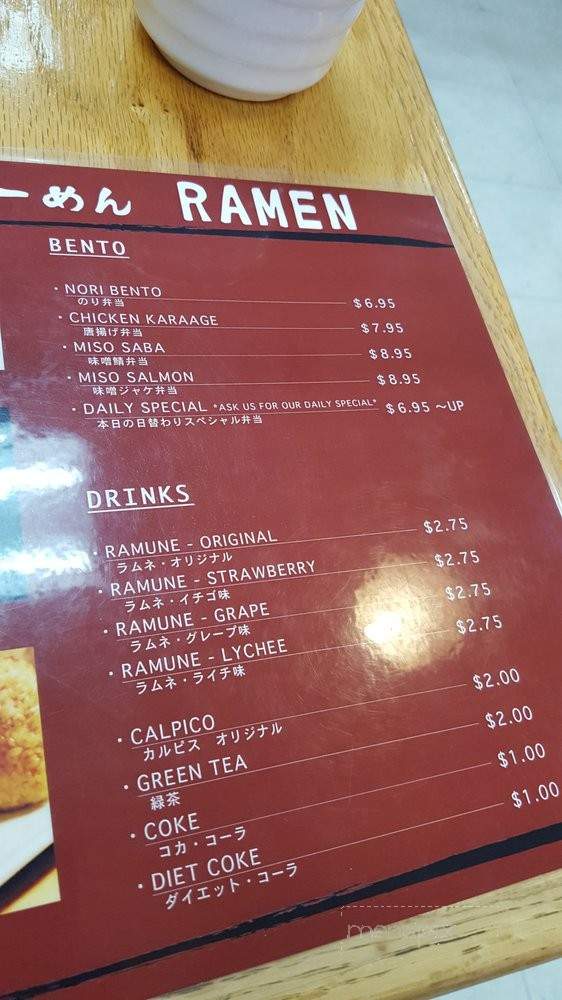 ーめん RAMEN
BENTO
· NORI BENTO $6.95
のり弁当
· CHICKEN KARAAGE $7.95
唐揚げ弁当
· MISO SABA $8.95
味噌鯖弁当
· MISO SALMON $8.95
味噌ジャケ弁当
· DAILY SPECIAL *ASK US FOR OUR DAILY SPECIAL* $6.95 〜UP
本日の日替わりスペシャル弁当
DRINKS
· RAMUNE - ORIGINAL $2.75
ラムネ・オリジナル
· RAMUNE - STRAWBERRY $2.75
ラムネ・イチゴ味
· RAMUNE - GRAPE $2.75
ラムネ・グレープ味
· RAMUNE - LYCHEE $2.75
ラムネ・ライチ味
· CALPICO $2.00
カルピス オリジナル
· GREEN TEA $2.00
緑茶
· COKE $1.00
コカ・コーラ
· DIET COKE $1.00
ダイエット・コーラ